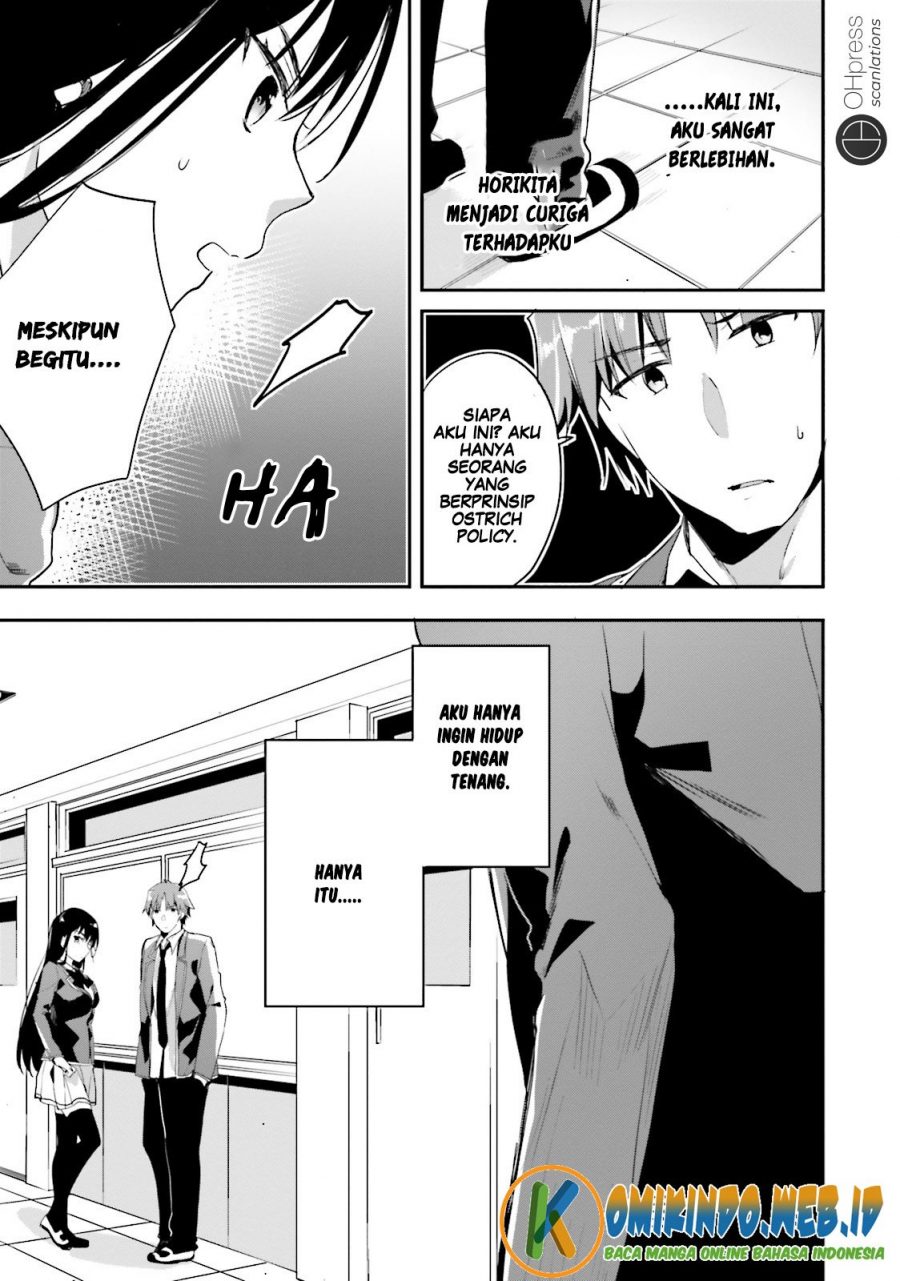 .....KALI INI,
AKU SANGAT
BERLEBIHAN.
HORIKITA
MENJADI CURIGA
TERHADAPKU
SIAPA
AKU INI? AKU
HANYA
SEORANG
YANG
BERPRINSIP
OSTRICH
POLICY.
MESKIPUN
BEGITU....
HA
AKU HANYA
INGIN HIDUP
DENGAN
TENANG.
HANYA
ITU.....
OHpress
scanlations
KOMIKINDO.WEB.ID
BACA MANGA ONLINE BAHASA INDONESIA